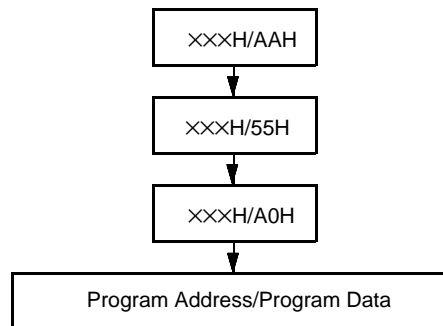 ×××H/AAH
×××H/55H
×××H/A0H
Program Address/Program Data